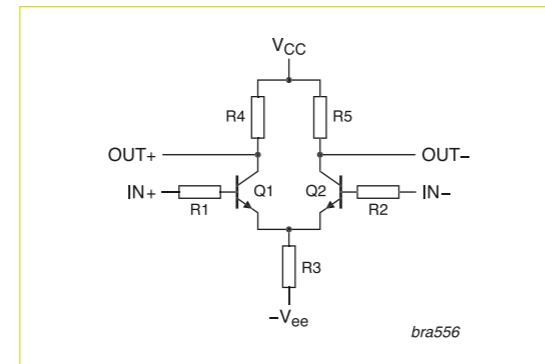 VCC
R4 R5
OUT+ OUT−
IN+ Q1 Q2 IN−
R1 R2
R3
−Vee
bra556